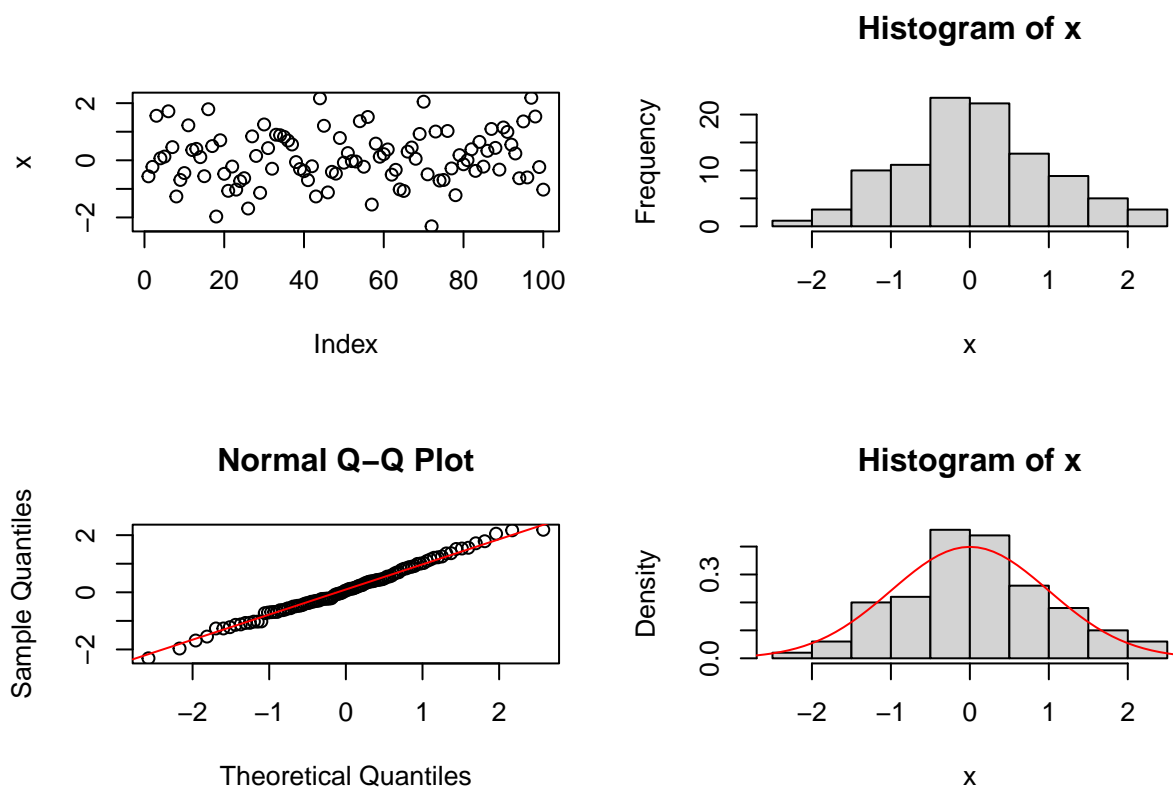 x
2
0
−2
0 20 40 60 80 100
Index
Histogram of x
Frequency
20
10
0
−2 −1 0 1 2
x
Normal Q−Q Plot
Sample Quantiles
2
0
−2
−2 −1 0 1 2
Theoretical Quantiles
Histogram of x
Density
0.3
0.0
−2 −1 0 1 2
x